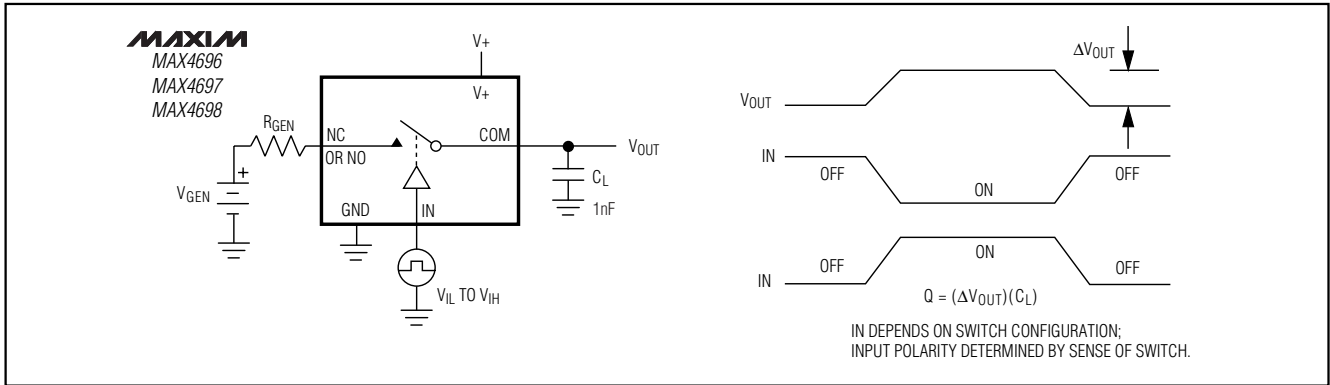 MAXIM
MAX4696
MAX4697
MAX4698
V+
V+
RGEN
NC
OR NO
COM
VOUT
VGEN
+
GND
IN
CL
1nF
VIL TO VIH
ΔVOUT
VOUT
IN
OFF
ON
OFF
IN
OFF
ON
OFF
Q = (ΔVOUT)(CL)
IN DEPENDS ON SWITCH CONFIGURATION;
INPUT POLARITY DETERMINED BY SENSE OF SWITCH.